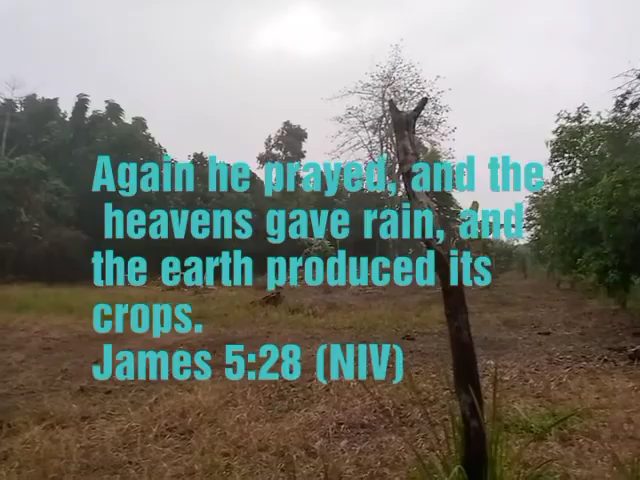 Again he prayed, and the
heavens gave rain, and
the earth produced its
crops.
James 5:28 (NIV)